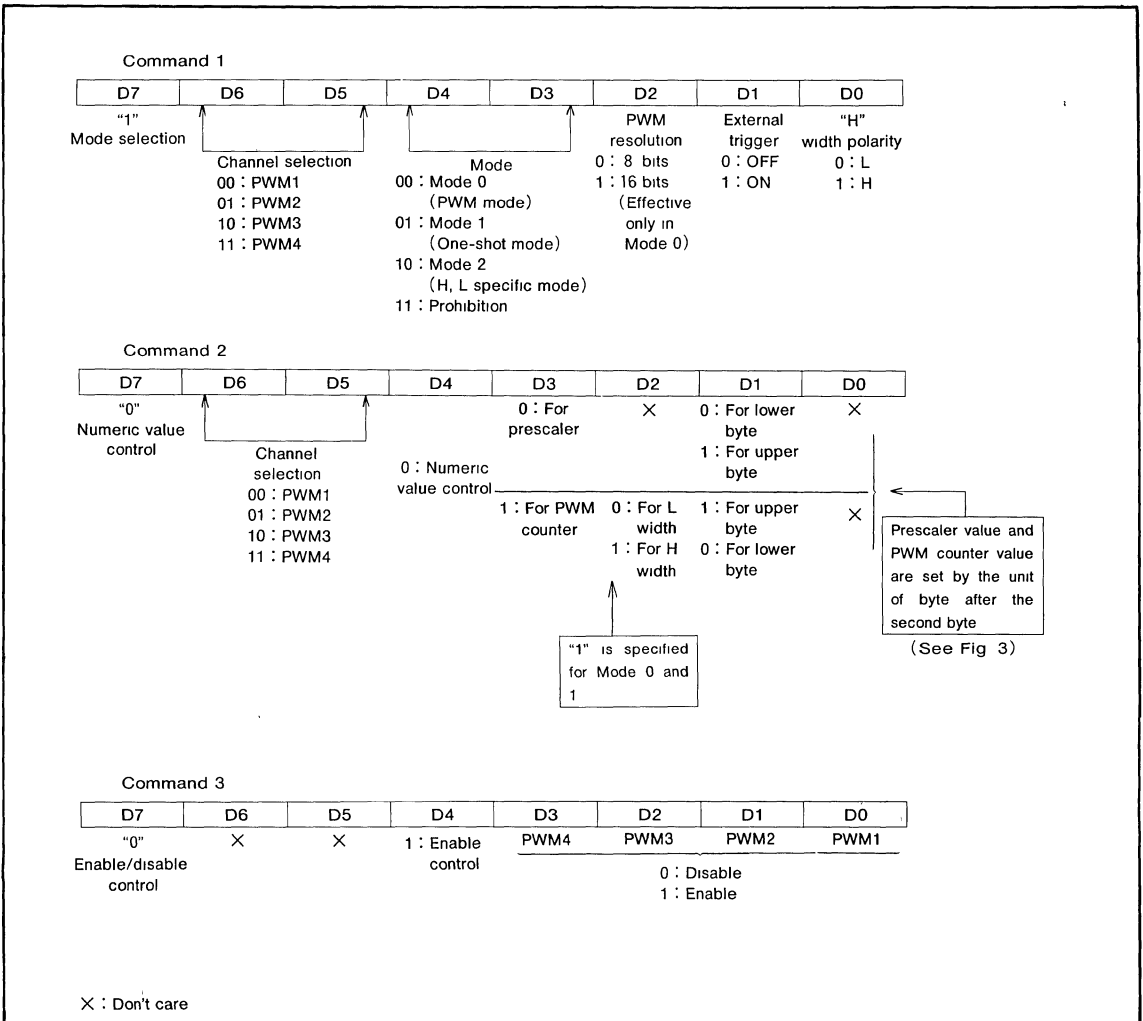 Command 1
D7 D6 D5 D4 D3 D2 D1 D0
"1"
Mode selection
Channel selection
00 : PWM1
01 : PWM2
10 : PWM3
11 : PWM4
Mode
00 : Mode 0
(PWM mode)
01 : Mode 1
(One-shot mode)
10 : Mode 2
(H, L specific mode)
11 : Prohibition
PWM
resolution
0 : 8 bits
1 : 16 bits
(Effective
only in
Mode 0)
External
trigger
0 : OFF
1 : ON
"H"
width polarity
0 : L
1 : H
Command 2
D7 D6 D5 D4 D3 D2 D1 D0
"0"
Numeric value
control
Channel
selection
00 : PWM1
01 : PWM2
10 : PWM3
11 : PWM4
0 : Numeric
value control
0 : For
prescaler
×
0 : For lower
byte
1 : For upper
byte
×
1 : For PWM
counter
0 : For L
width
1 : For H
width
1 : For upper
byte
0 : For lower
byte
×
"1" is specified
for Mode 0 and
1
Prescaler value and
PWM counter value
are set by the unit
of byte after the
second byte
(See Fig 3)
Command 3
D7 D6 D5 D4 D3 D2 D1 D0
"0"
Enable/disable
control
×
×
1 : Enable
control
PWM4 PWM3 PWM2 PWM1
0 : Disable
1 : Enable
× : Don't care